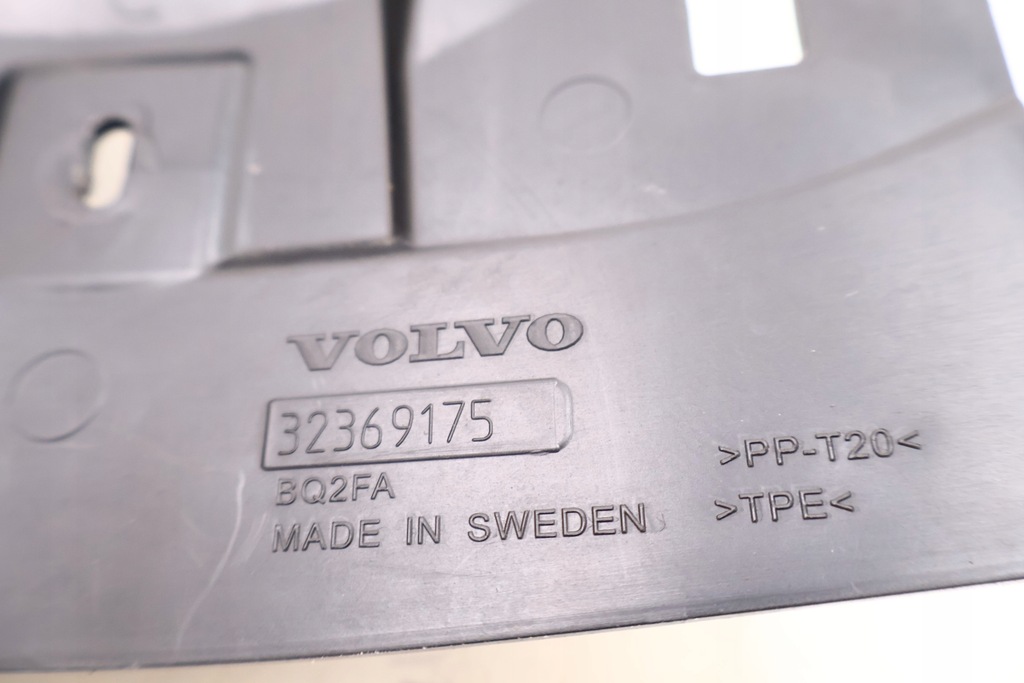 VOLVO
32369175
BQ2FA
MADE IN SWEDEN
>PP-T20<
>TPE<